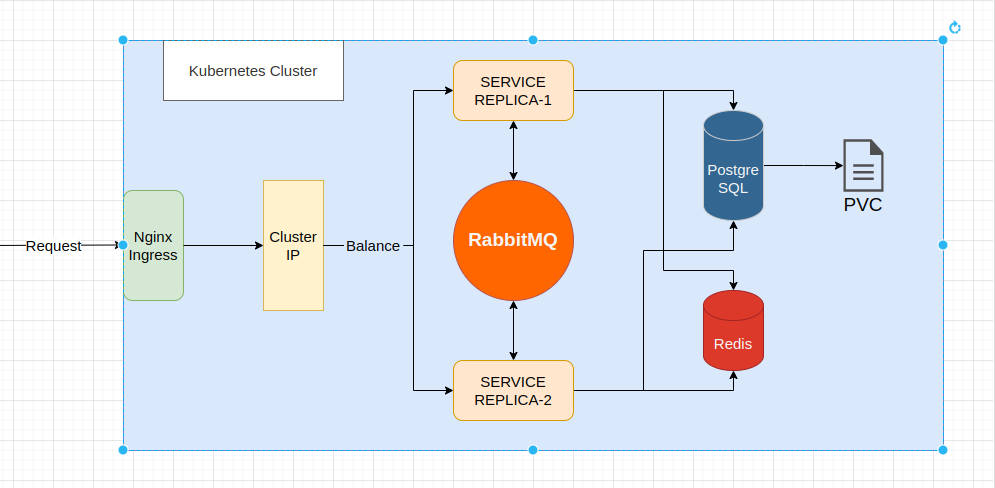 Kubernetes Cluster
SERVICE
REPLICA-1
Postgre
SQL
PVC
Request
Nginx
Ingress
Cluster
IP
Balance
RabbitMQ
Redis
SERVICE
REPLICA-2